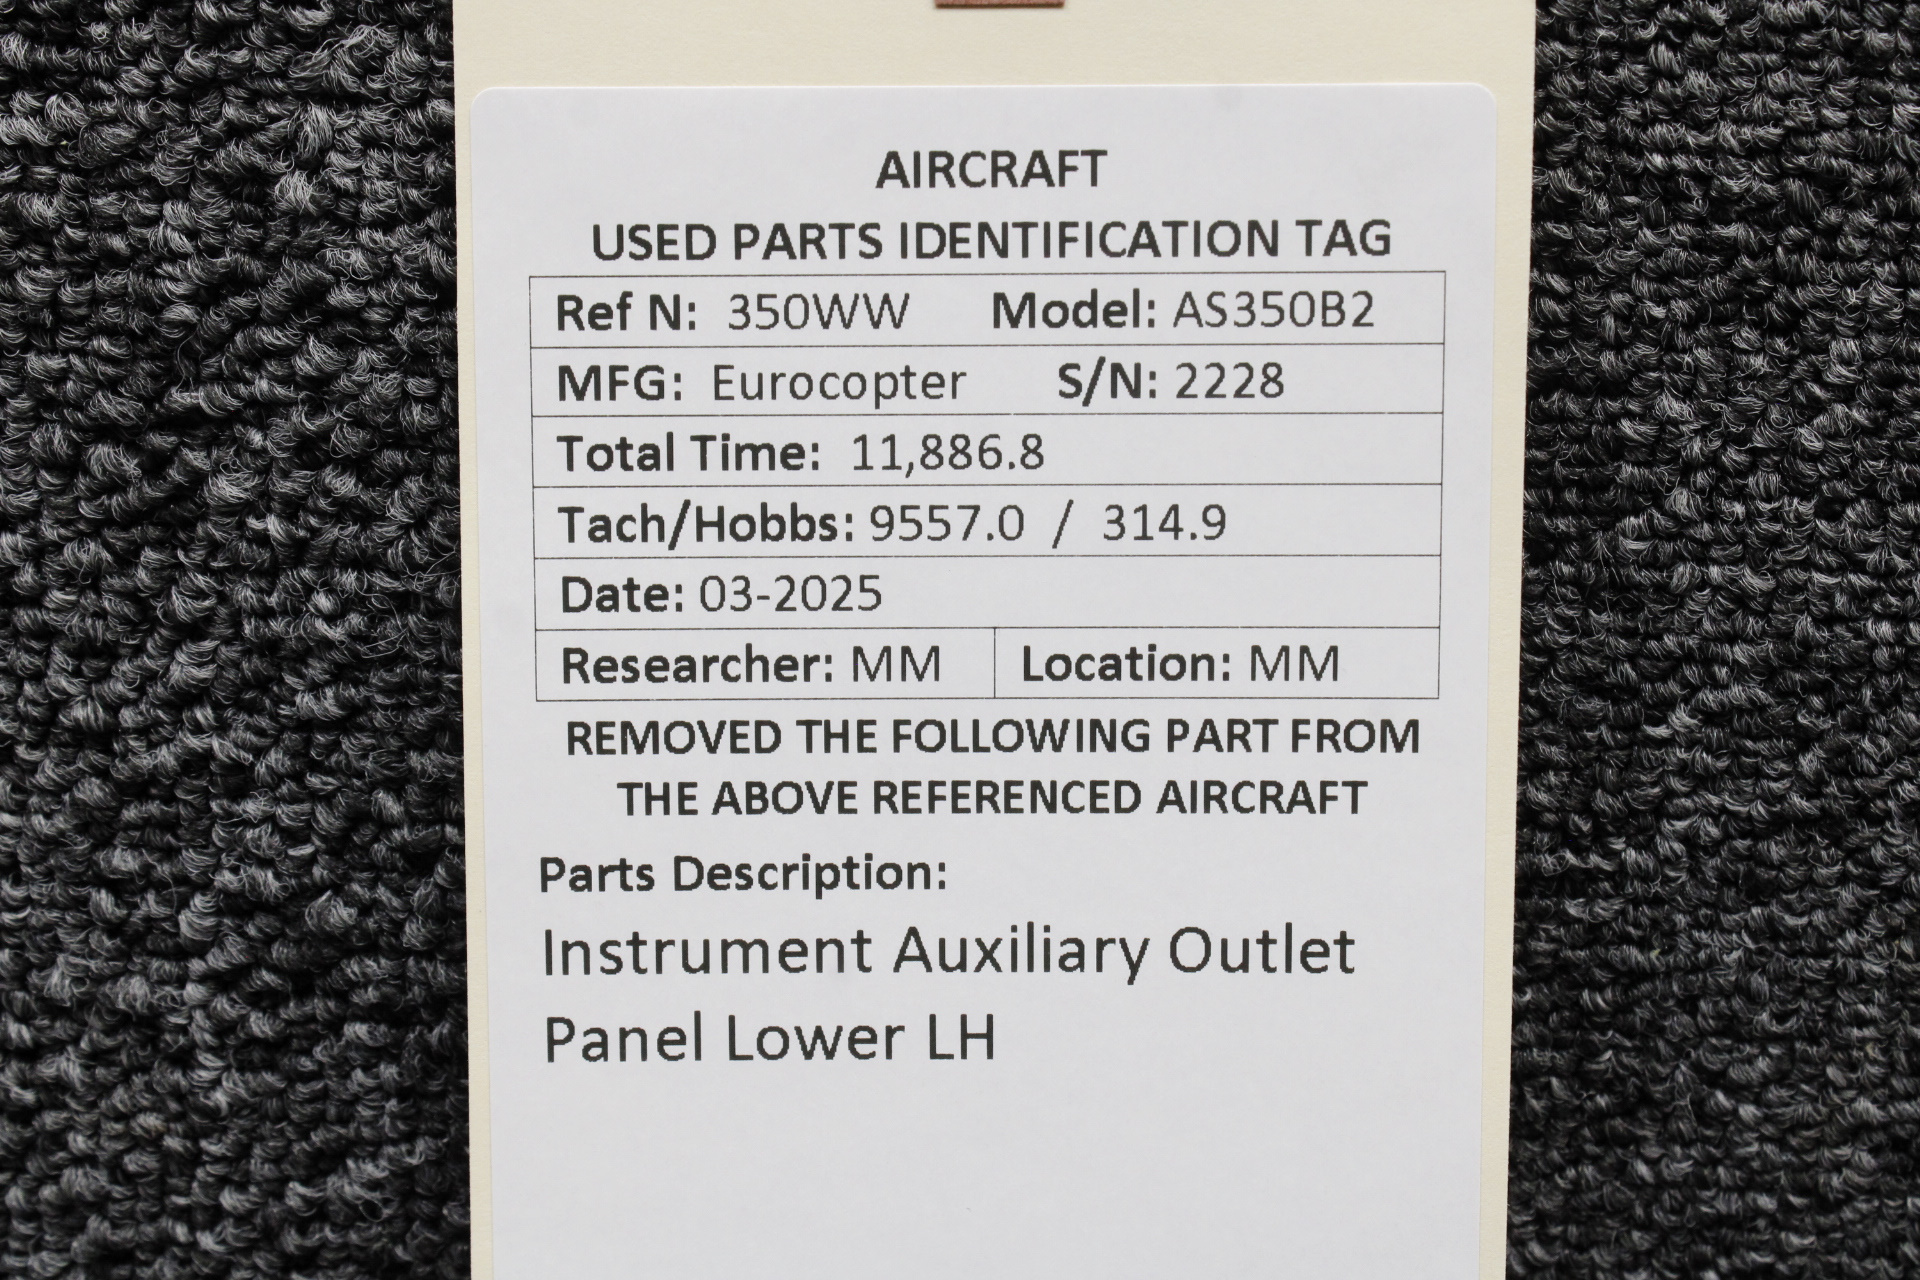 AIRCRAFT
USED PARTS IDENTIFICATION TAG
Ref N: 350WW Model: AS350B2
MFG: Eurocopter S/N: 2228
Total Time: 11,886.8
Tach/Hobbs: 9557.0 / 314.9
Date: 03-2025
Researcher: MM Location: MM
REMOVED THE FOLLOWING PART FROM
THE ABOVE REFERENCED AIRCRAFT
Parts Description:
Instrument Auxiliary Outlet
Panel Lower LH